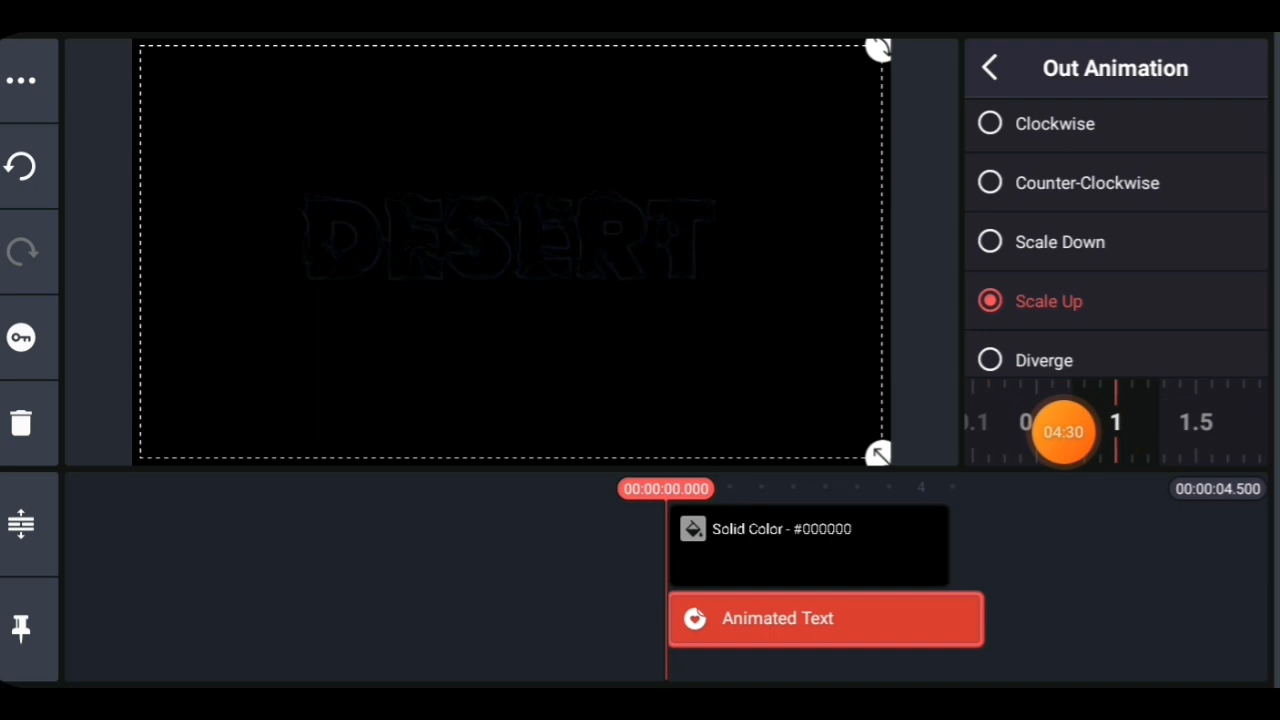 Out Animation
Clockwise
Counter-Clockwise
Scale Down
Scale Up
Diverge
DESERT
1
1.5
04:30
00:00:00.000
4
00:00:04.500
Solid Color - #000000
Animated Text